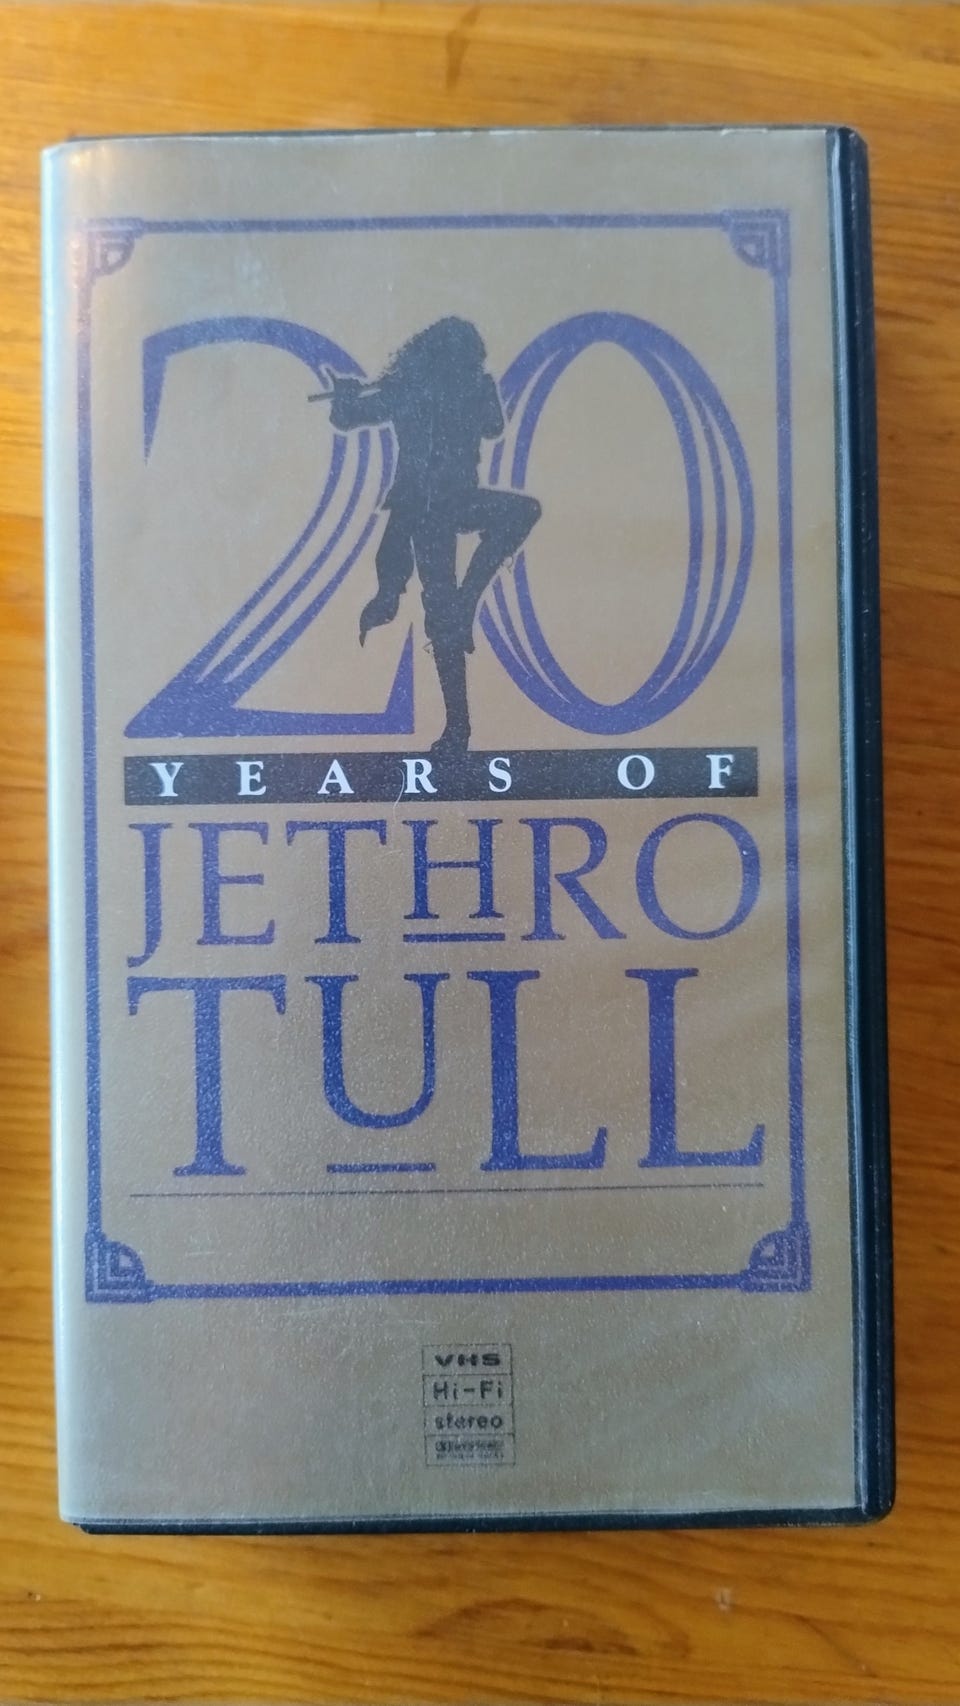 20
YEARS OF
JETHRO
TULL
VHS
Hi-Fi
stereo